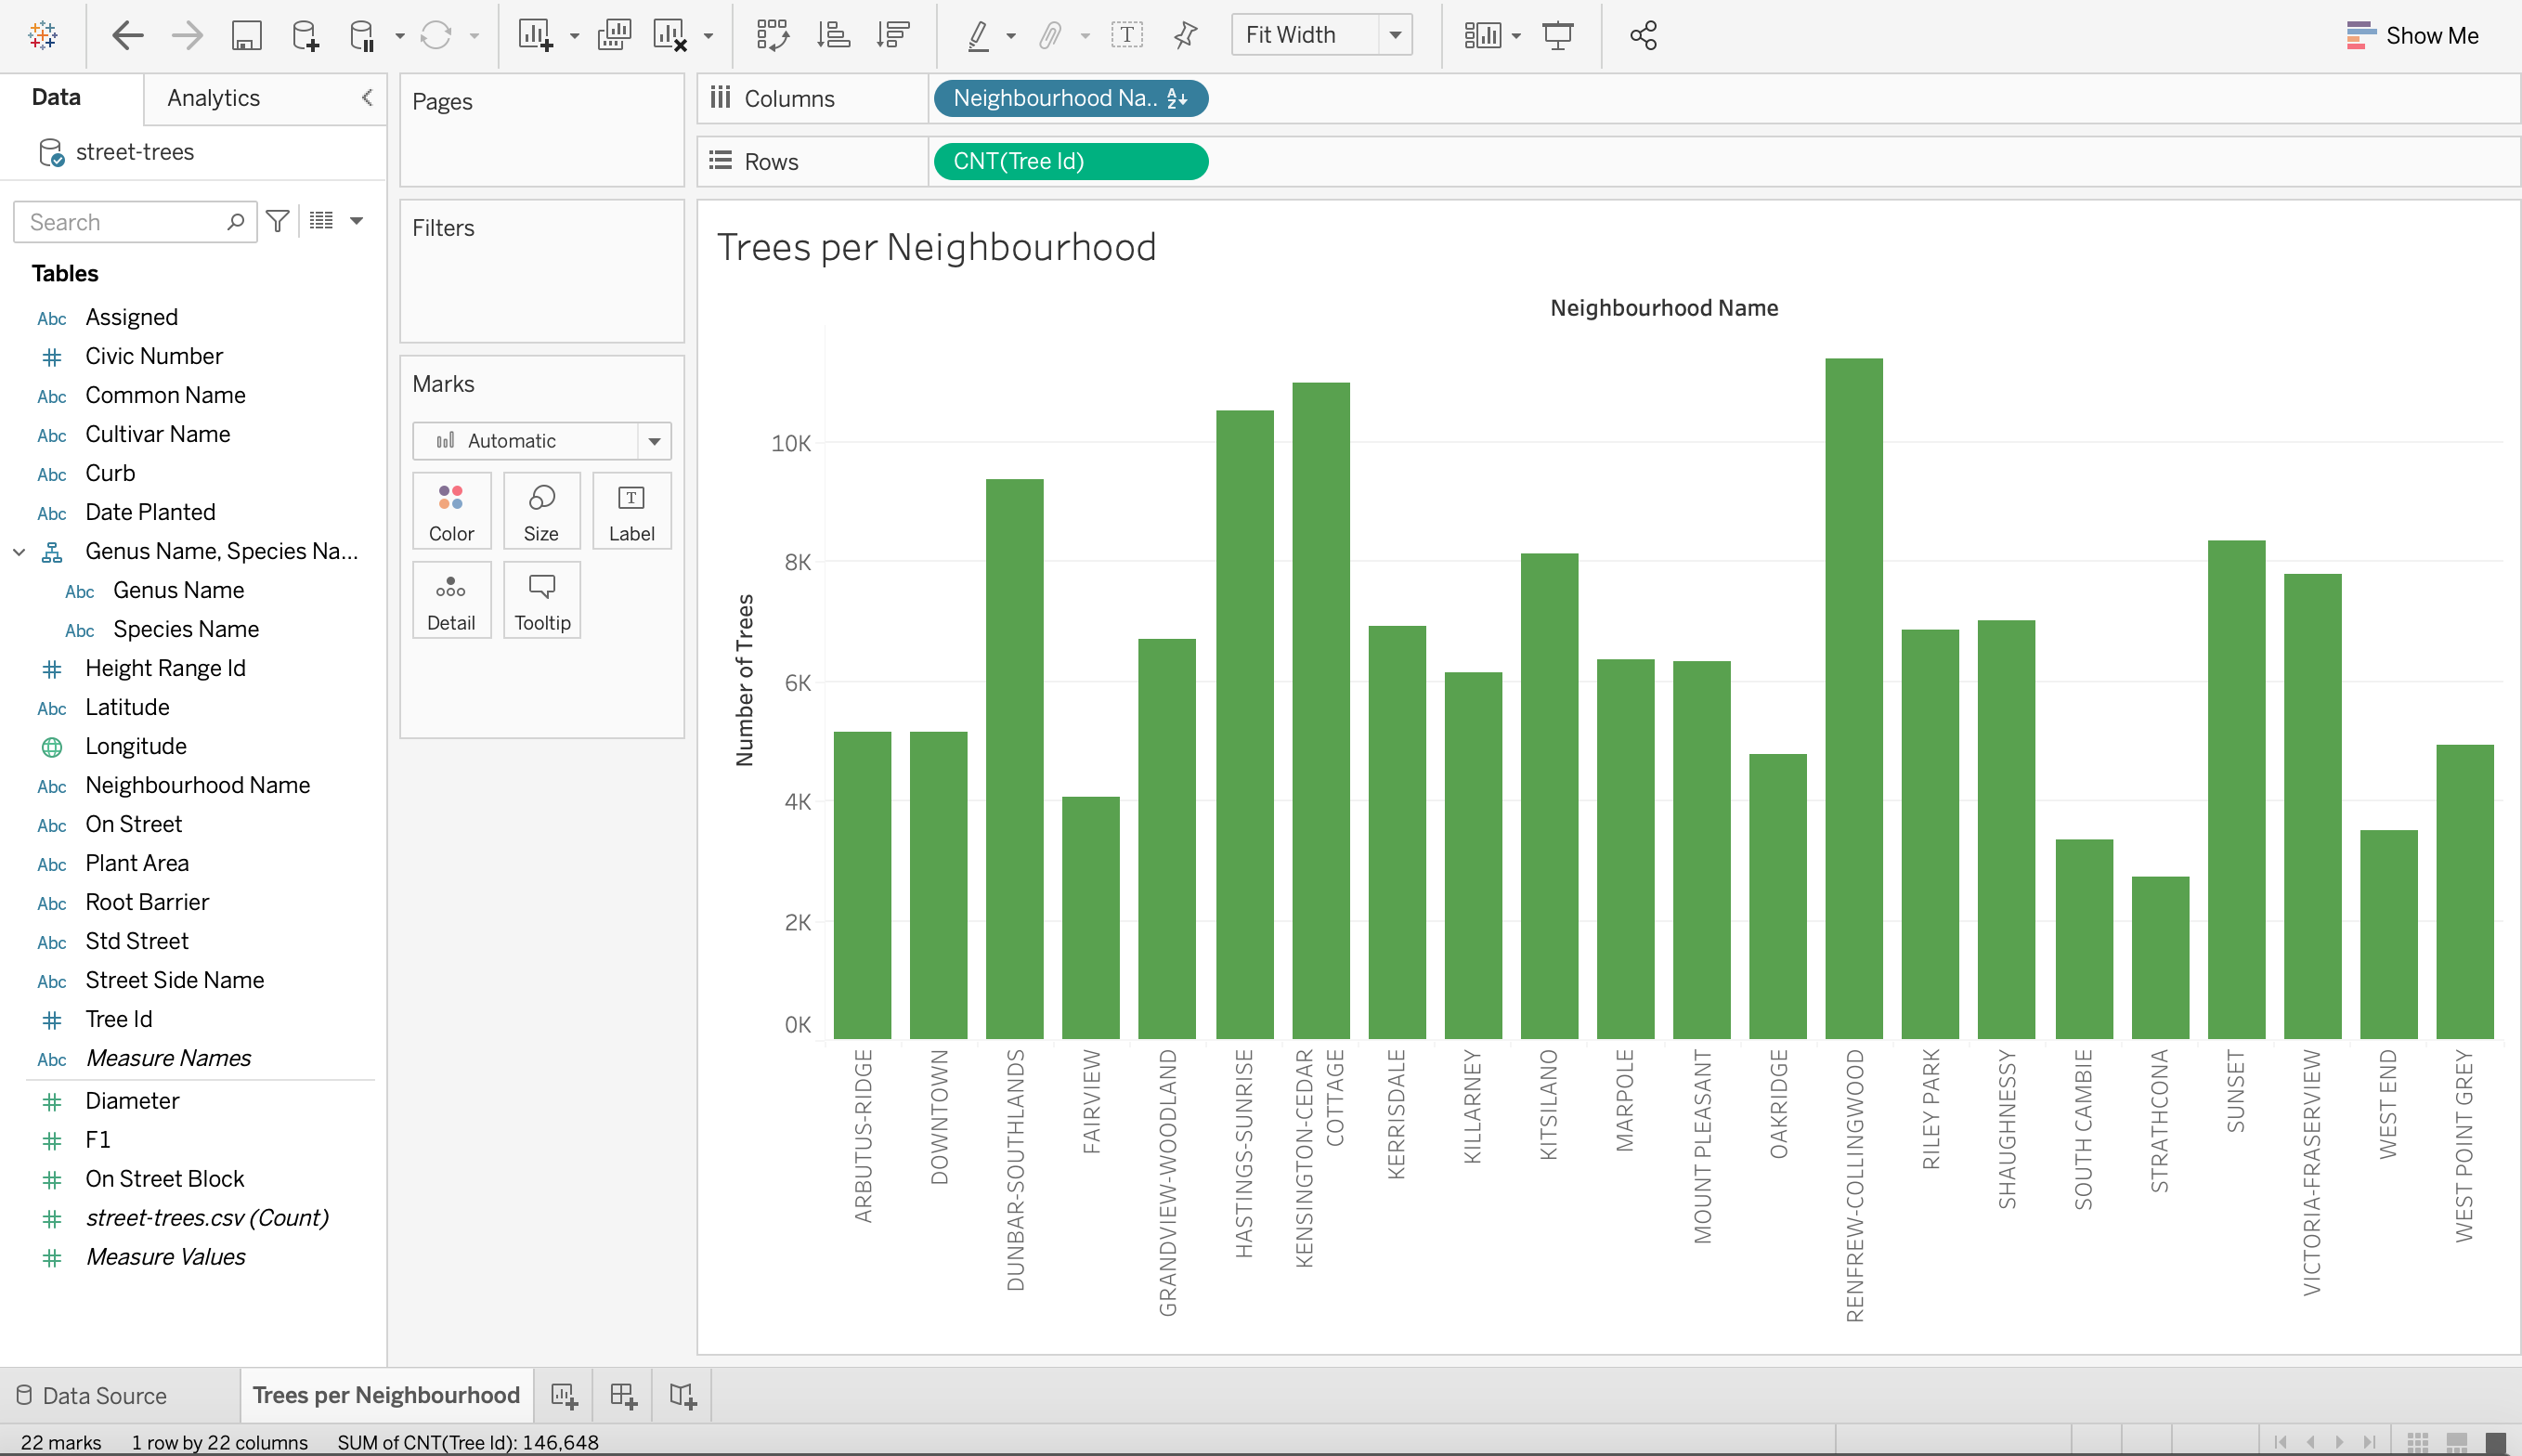 Fit Width
Show Me
Data
Analytics
street-trees
Search
Tables
Abc Assigned
Civic Number
Abc Common Name
Abc Cultivar Name
Abc Curb
Abc Date Planted
Genus Name, Species Na...
Abc Genus Name
Abc Species Name
Height Range Id
Abc Latitude
Longitude
Abc Neighbourhood Name
Abc On Street
Abc Plant Area
Abc Root Barrier
Abc Std Street
Abc Street Side Name
Tree Id
Abc Measure Names
Diameter
F1
On Street Block
street-trees.csv (Count)
Measure Values
Pages
Filters
Marks
Automatic
Color
Size
T
Label
Detail
Tooltip
Columns
Neighbourhood Na..
Rows
CNT(Tree Id)
Trees per Neighbourhood
Neighbourhood Name
Number of Trees
10K
8K
6K
4K
2K
0K
ARBUTUS-RIDGE
DOWNTOWN
DUNBAR-SOUTHLANDS
FAIRVIEW
GRANDVIEW-WOODLAND
HASTINGS-SUNRISE
KENSINGTON-CEDAR
COTTAGE
KERRISDALE
KILLARNEY
KITSILANO
MARPOLE
MOUNT PLEASANT
OAKRIDGE
RENFREW-COLLINGWOOD
RILEY PARK
SHAUGHNESSY
SOUTH CAMBIE
STRATHCONA
SUNSET
VICTORIA-FRASERVIEW
WEST END
WEST POINT GREY
Data Source
Trees per Neighbourhood
22 marks 1 row by 22 columns SUM of CNT(Tree Id): 146,648